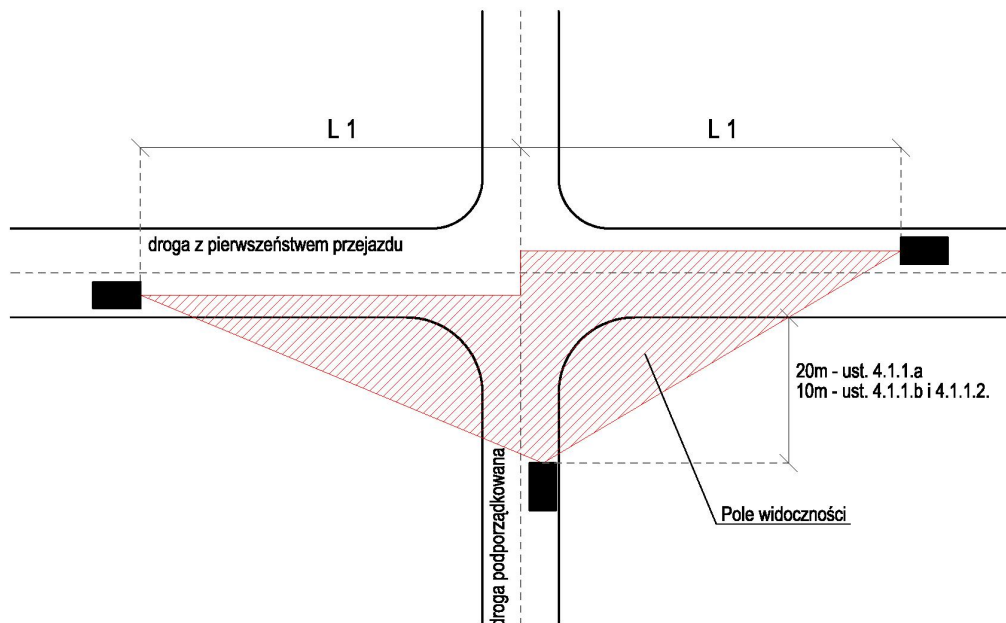 L 1
L 1
droga z pierwszeństwem przejazdu
20m - ust. 4.1.1.a
10m - ust. 4.1.1.b i 4.1.1.2.
Pole widoczności
droga podporządkowana